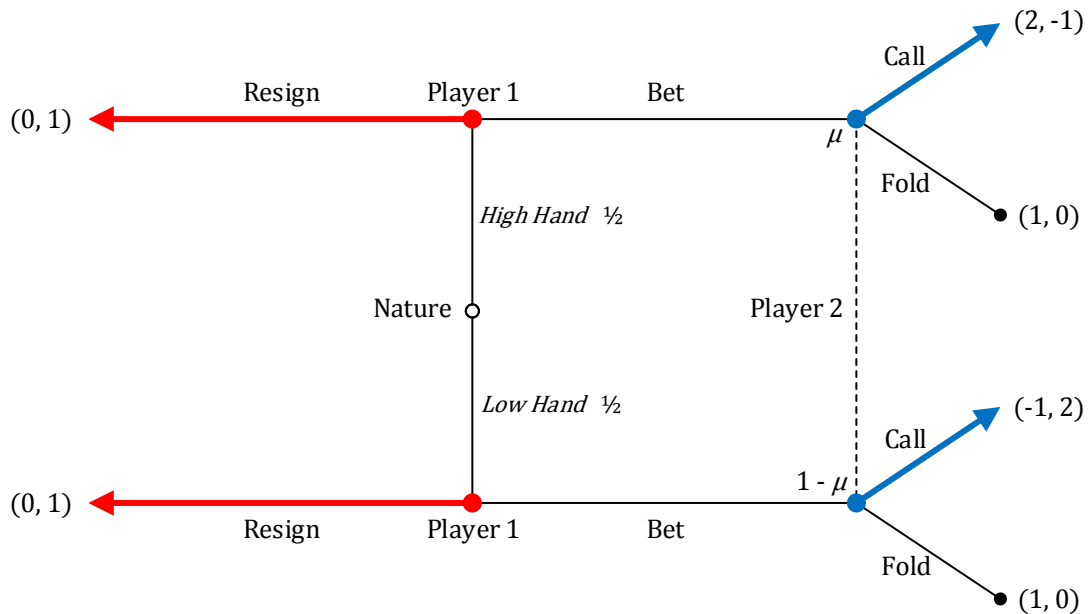 (2, -1)
Call
Resign
Player 1
Bet
(0, 1)
μ
Fold
High Hand ½
(1, 0)
Nature
Player 2
Low Hand ½
(-1, 2)
Call
1 - μ
(0, 1)
Resign
Player 1
Bet
Fold
(1, 0)